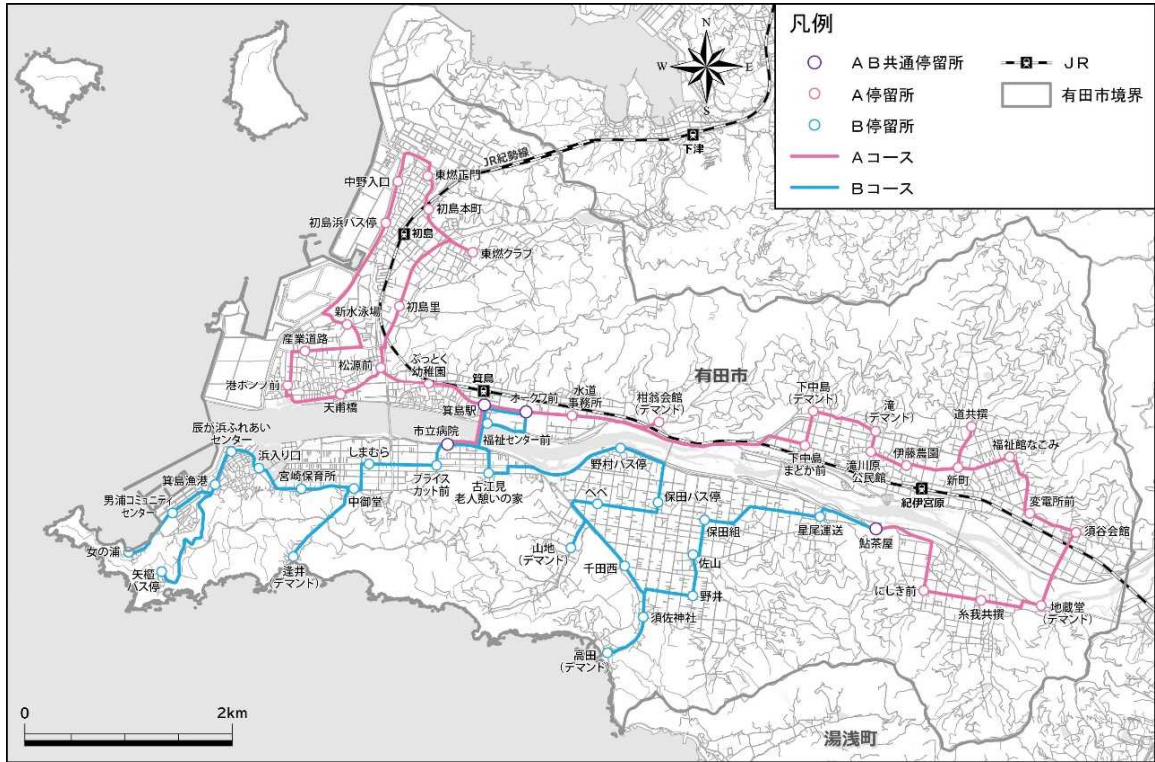 凡例
AB共通停留所
A停留所
B停留所
Aコース
Bコース
JR
有田市境界
N
W
E
S
下津
JR紀勢線
中野入口
東燃正門
初島本町
初島浜バス停
初島
東燃クラブ
初島里
新水泳場
産業道路
松源前
ぶっとく
幼稚園
港ポンプ前
天甫橋
箕島
箕島駅
オークワ前
水道
事務所
柑翁会館
(デマンド)
有田市
下中島
(デマンド)
滝
(デマンド)
道共撰
福祉館なごみ
伊藤農園
下中島
まどか前
滝川原
公民館
新町
紀伊宮原
変電所前
須谷会館
市立病院
福祉センター前
辰が浜ふれあい
センター
浜入り口
しまむら
宮崎保育所
箕島漁港
中御堂
プライス
カット前
古江見
老人憩いの家
野村バス停
男浦コミュニティ
センター
女の浦
矢櫃
バス停
逢井
(デマンド)
べべ
保田バス停
保田組
星尾運送
鮎茶屋
山地
(デマンド)
千田西
佐山
野井
にしき前
糸我共撰
地蔵堂
(デマンド)
須佐神社
高田
(デマンド
湯浅町
0
2km